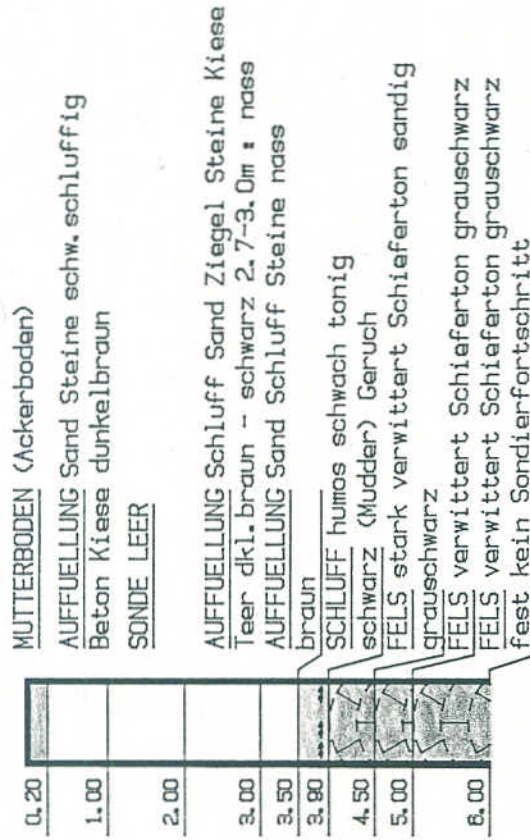 0.20
MUTTERBODEN (Ackerboden)
1.00
AUFFUELLUNG Sand Steine schw. schluffig
Beton Kiese dunkelbraun
2.00
SONDE LEER
3.00
AUFFUELLUNG Schluff Sand Ziegel Steine Kiese
Teer dkl.braun - schwarz 2.7-3.0m : nass
3.50
AUFFUELLUNG Sand Schluff Steine nass
braun
3.90
SCHLUFF humos schwach tonig
schwarz (Mudder) Geruch
4.50
FELS stark verwittert Schieferton sandig
grauschwarz
5.00
FELS verwittert Schieferton grauschwarz
6.00
FELS verwittert Schieferton grauschwarz
fest kein Sondierfortschritt